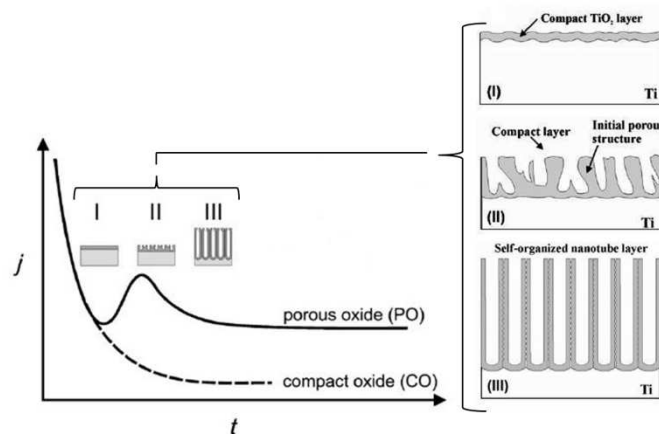 Compact TiO₂ layer
(I)
Ti
Compact layer
Initial porous
structure
(II)
Ti
Self-organized nanotube layer
(III)
Ti
I II III
j
porous oxide (PO)
compact oxide (CO)
t